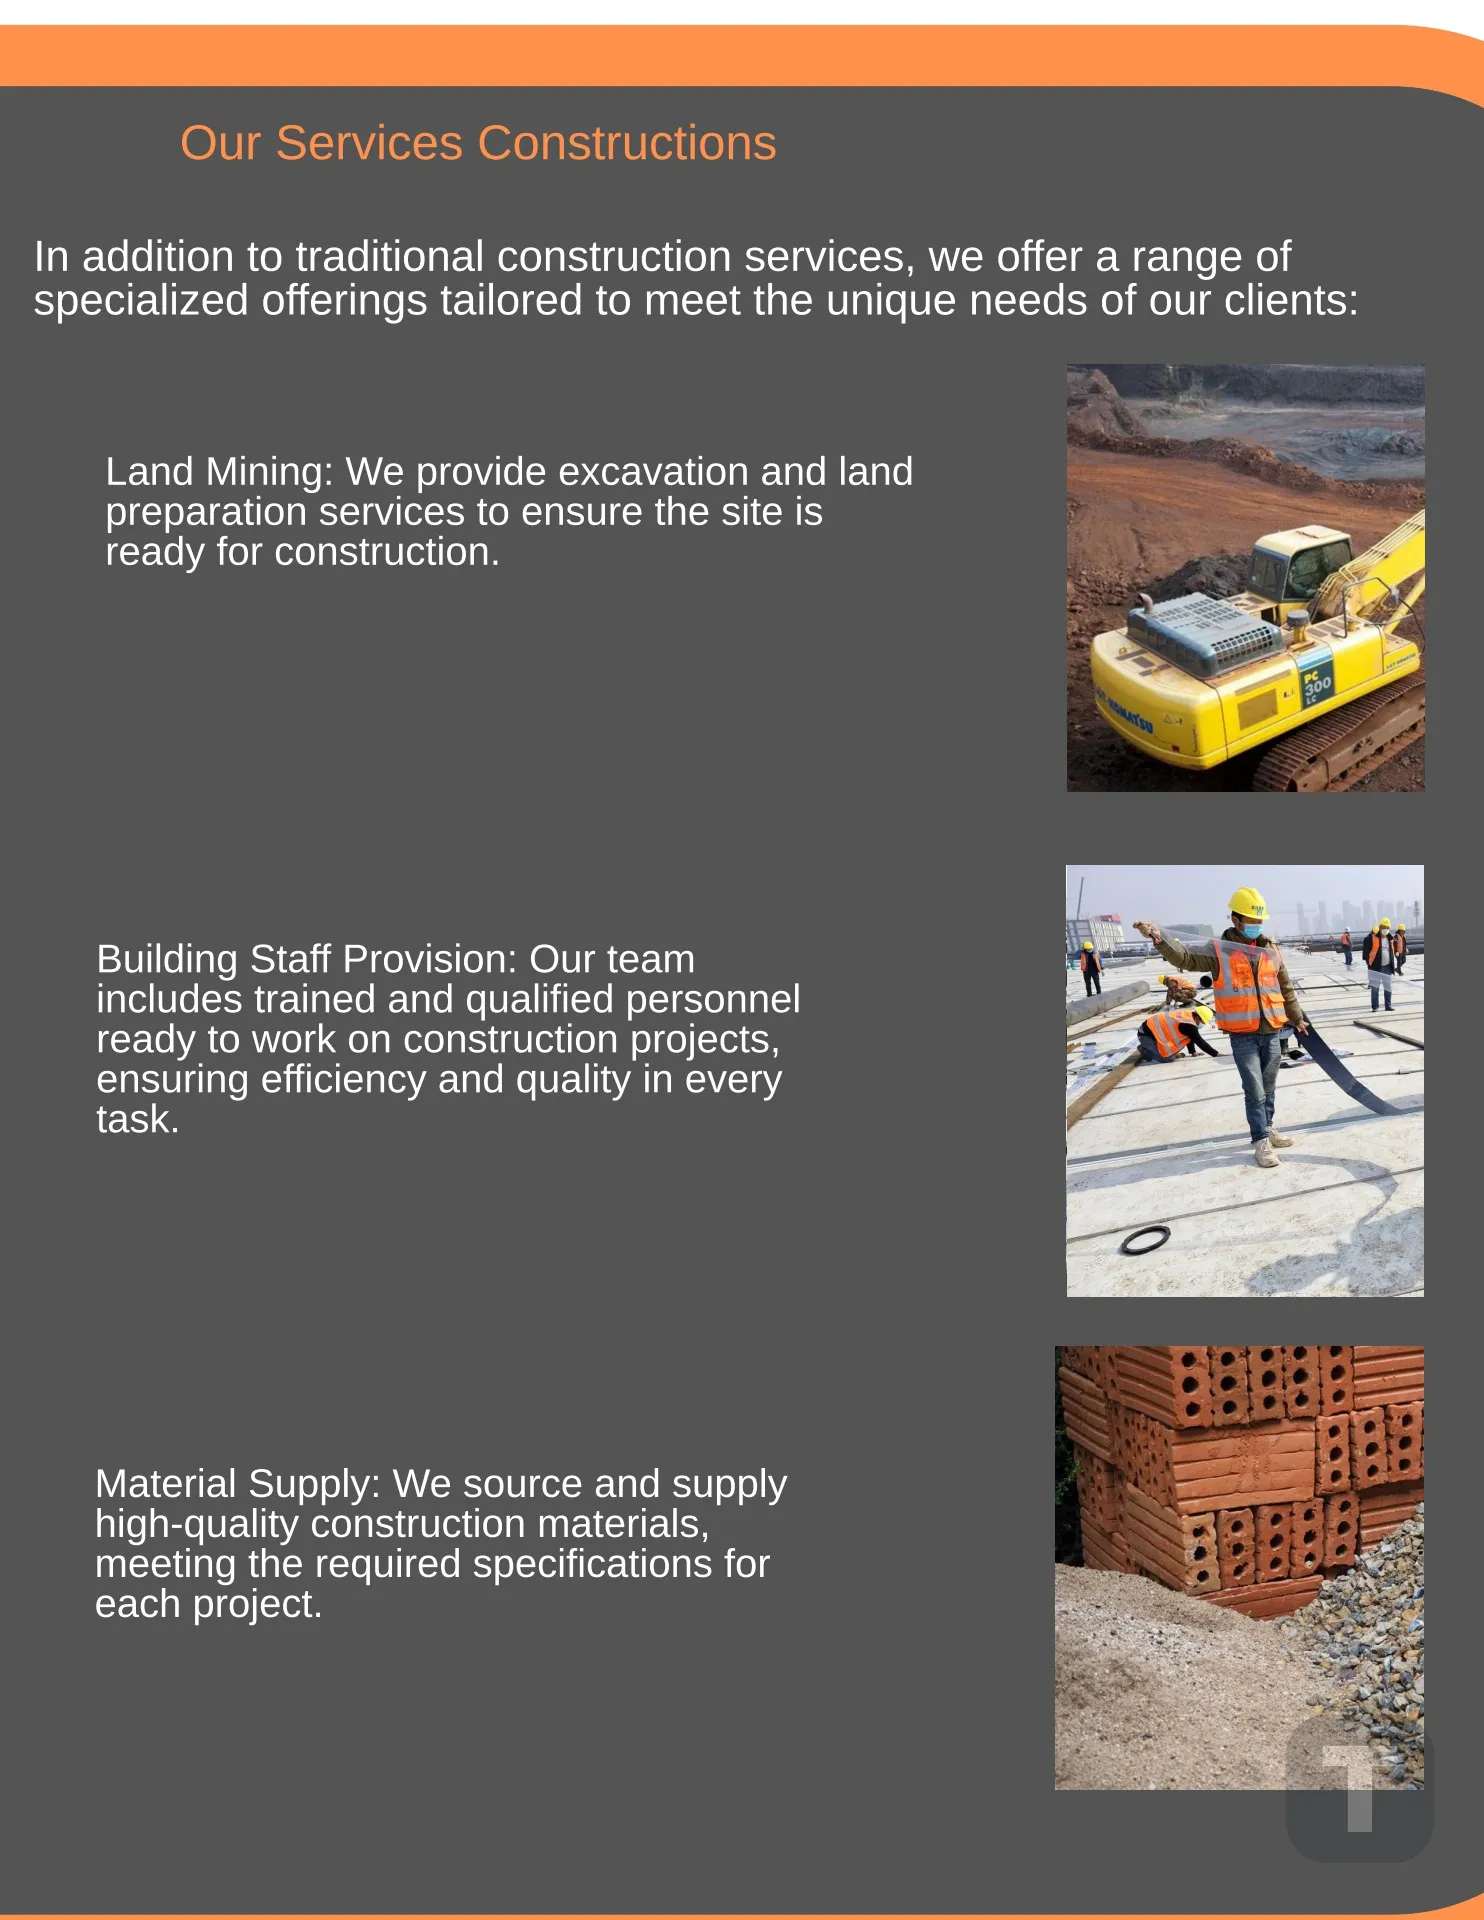 Our Services Constructions
In addition to traditional construction services, we offer a range of
specialized offerings tailored to meet the unique needs of our clients:
Land Mining: We provide excavation and land
preparation services to ensure the site is
ready for construction.
PC
300
LC
L&T-KOMATSU
Building Staff Provision: Our team
includes trained and qualified personnel
ready to work on construction projects,
ensuring efficiency and quality in every
task.
Material Supply: We source and supply
high-quality construction materials,
meeting the required specifications for
each project.
T